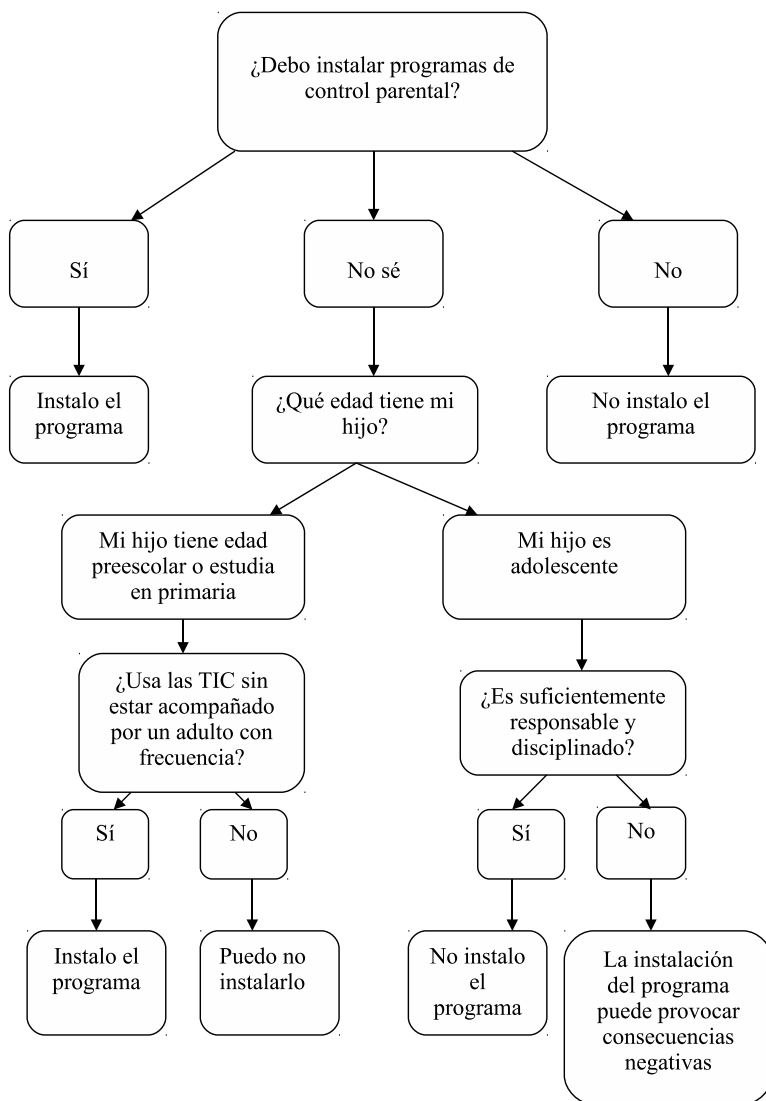 ¿Debo instalar programas de
control parental?
Sí
No sé
No
Instalo el
programa
¿Qué edad tiene mi
hijo?
No instalo el
programa
Mi hijo tiene edad
preescolar o estudia
en primaria
Mi hijo es
adolescente
¿Usa las TIC sin
estar acompañado
por un adulto con
frecuencia?
¿Es suficientemente
responsable y
disciplinado?
Sí
No
Sí
No
Instalo el
programa
Puedo no
instalarlo
No instalo
el
programa
La instalación
del programa
puede provocar
consecuencias
negativas